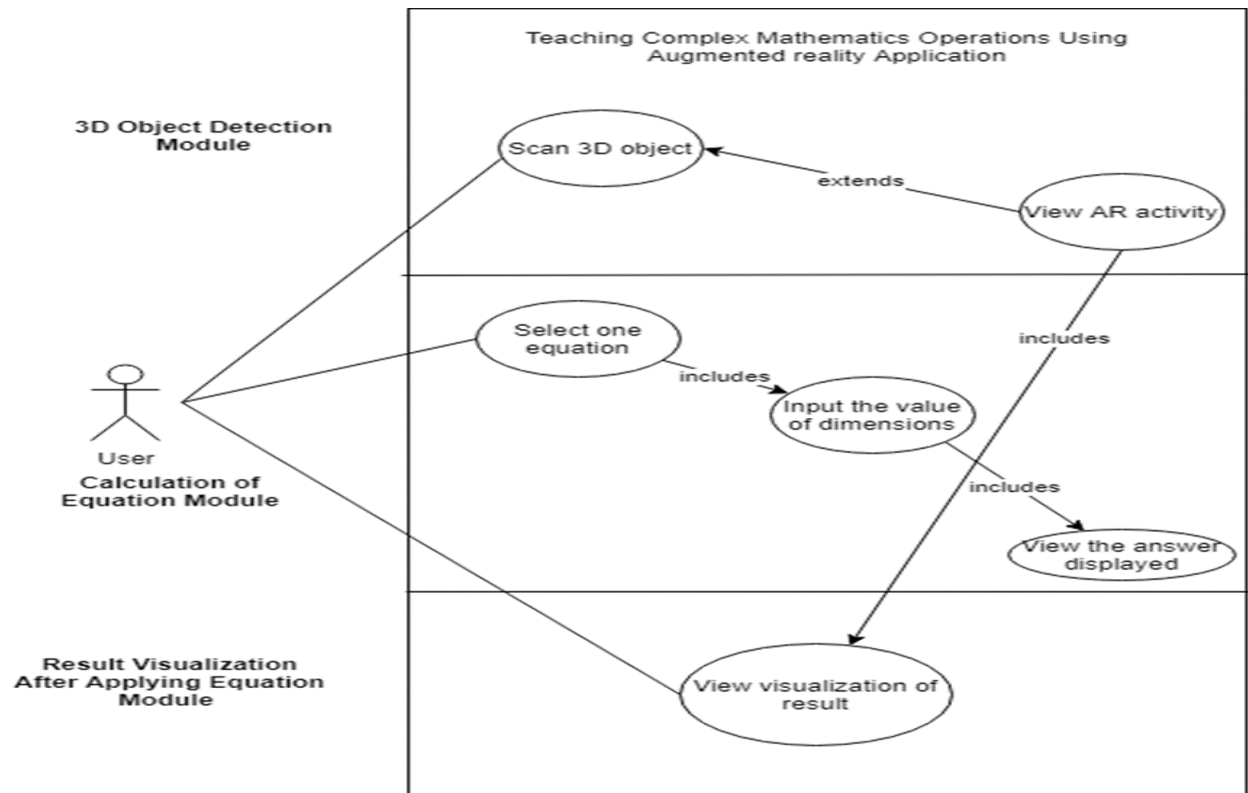 Teaching Complex Mathematics Operations Using
Augmented reality Application
3D Object Detection
Module
Scan 3D object
extends
View AR activity
Select one
equation
includes
includes
Input the value
of dimensions
User
Calculation of
Equation Module
includes
View the answer
displayed
Result Visualization
After Applying Equation
Module
View visualization of
result